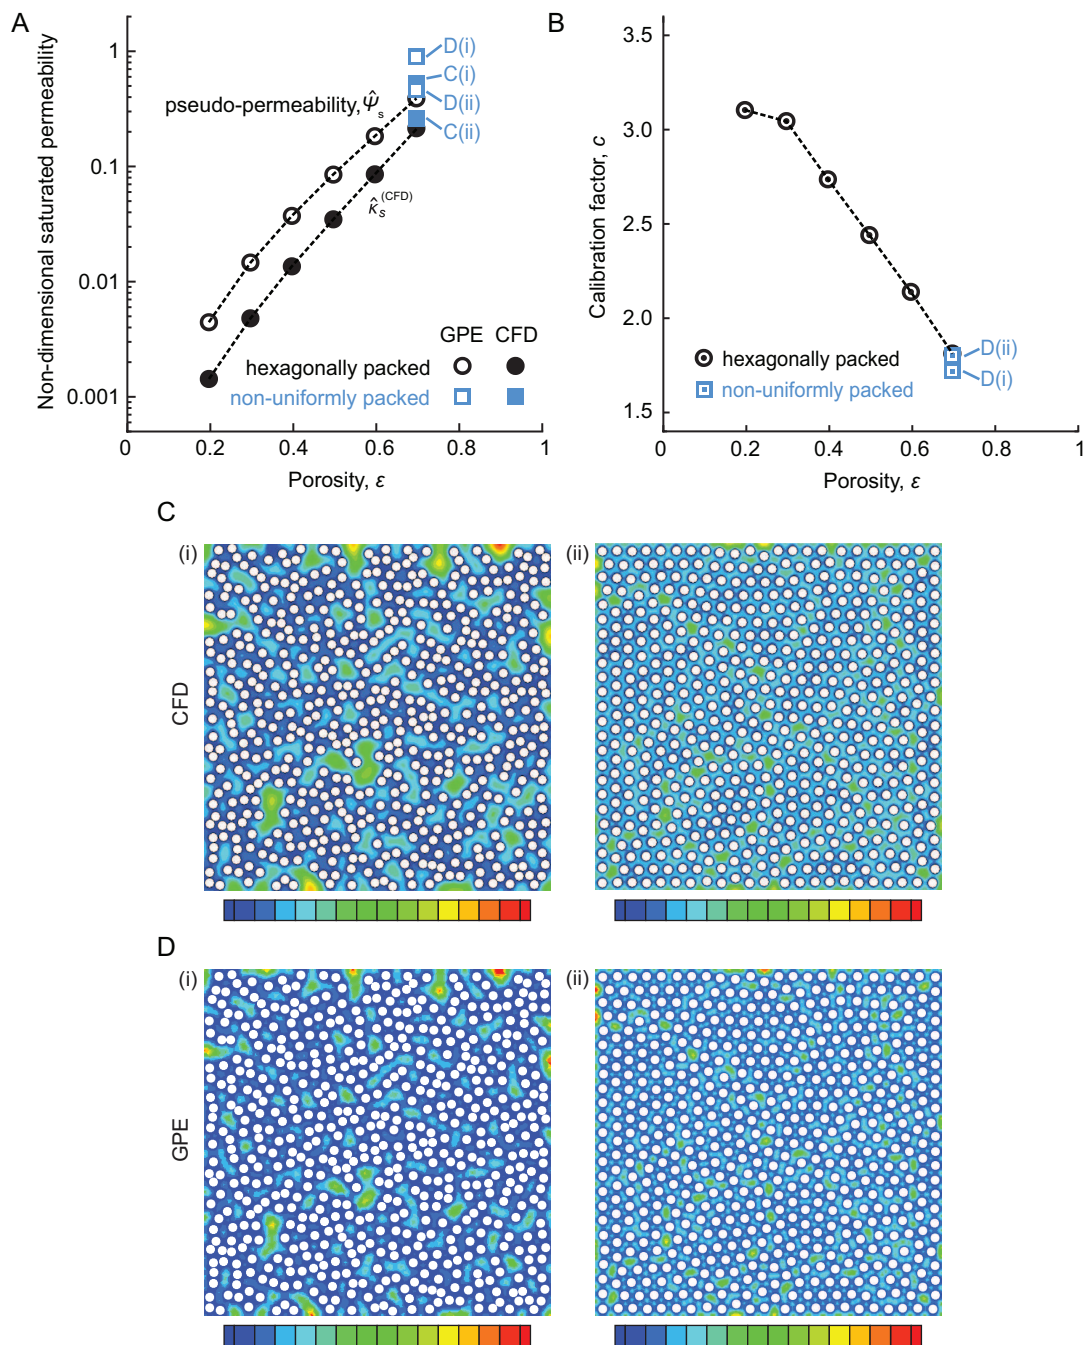 A
Non-dimensional saturated permeability
1
0.1
0.01
0.001
0
0.2
0.4
0.6
0.8
1
Porosity, ε
pseudo-permeability, ψ̂s
κ̂s(CFD)
D(i)
C(i)
D(ii)
C(ii)
GPE CFD
hexagonally packed
non-uniformly packed
B
Calibration factor, c
3.5
3.0
2.5
2.0
1.5
0
0.2
0.4
0.6
0.8
1
Porosity, ε
D(ii)
D(i)
hexagonally packed
non-uniformly packed
C
(i)
(ii)
CFD
D
(i)
(ii)
GPE